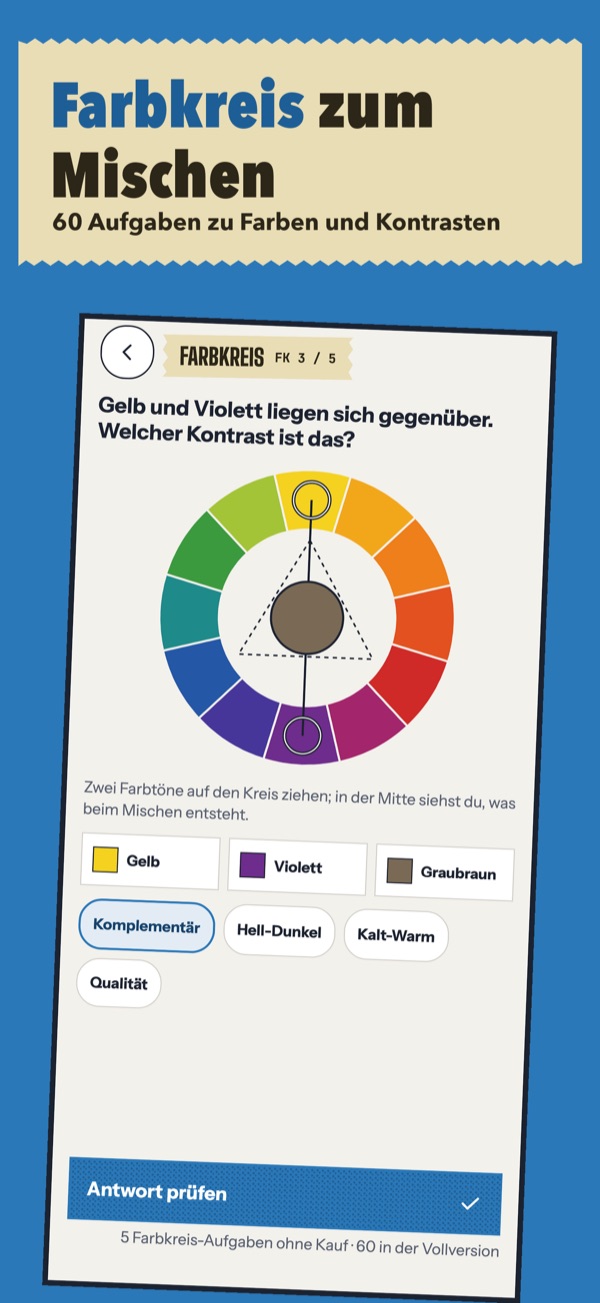 Farbkreis zum
Mischen
60 Aufgaben zu Farben und Kontrasten
FARBKREIS FK 3 / 5
Gelb und Violett liegen sich gegenüber.
Welcher Kontrast ist das?
Zwei Farbtöne auf den Kreis ziehen; in der Mitte siehst du, was
beim Mischen entsteht.
Gelb Violett Graubraun
Komplementär Hell-Dunkel Kalt-Warm
Qualität
Antwort prüfen
5 Farbkreis-Aufgaben ohne Kauf · 60 in der Vollversion